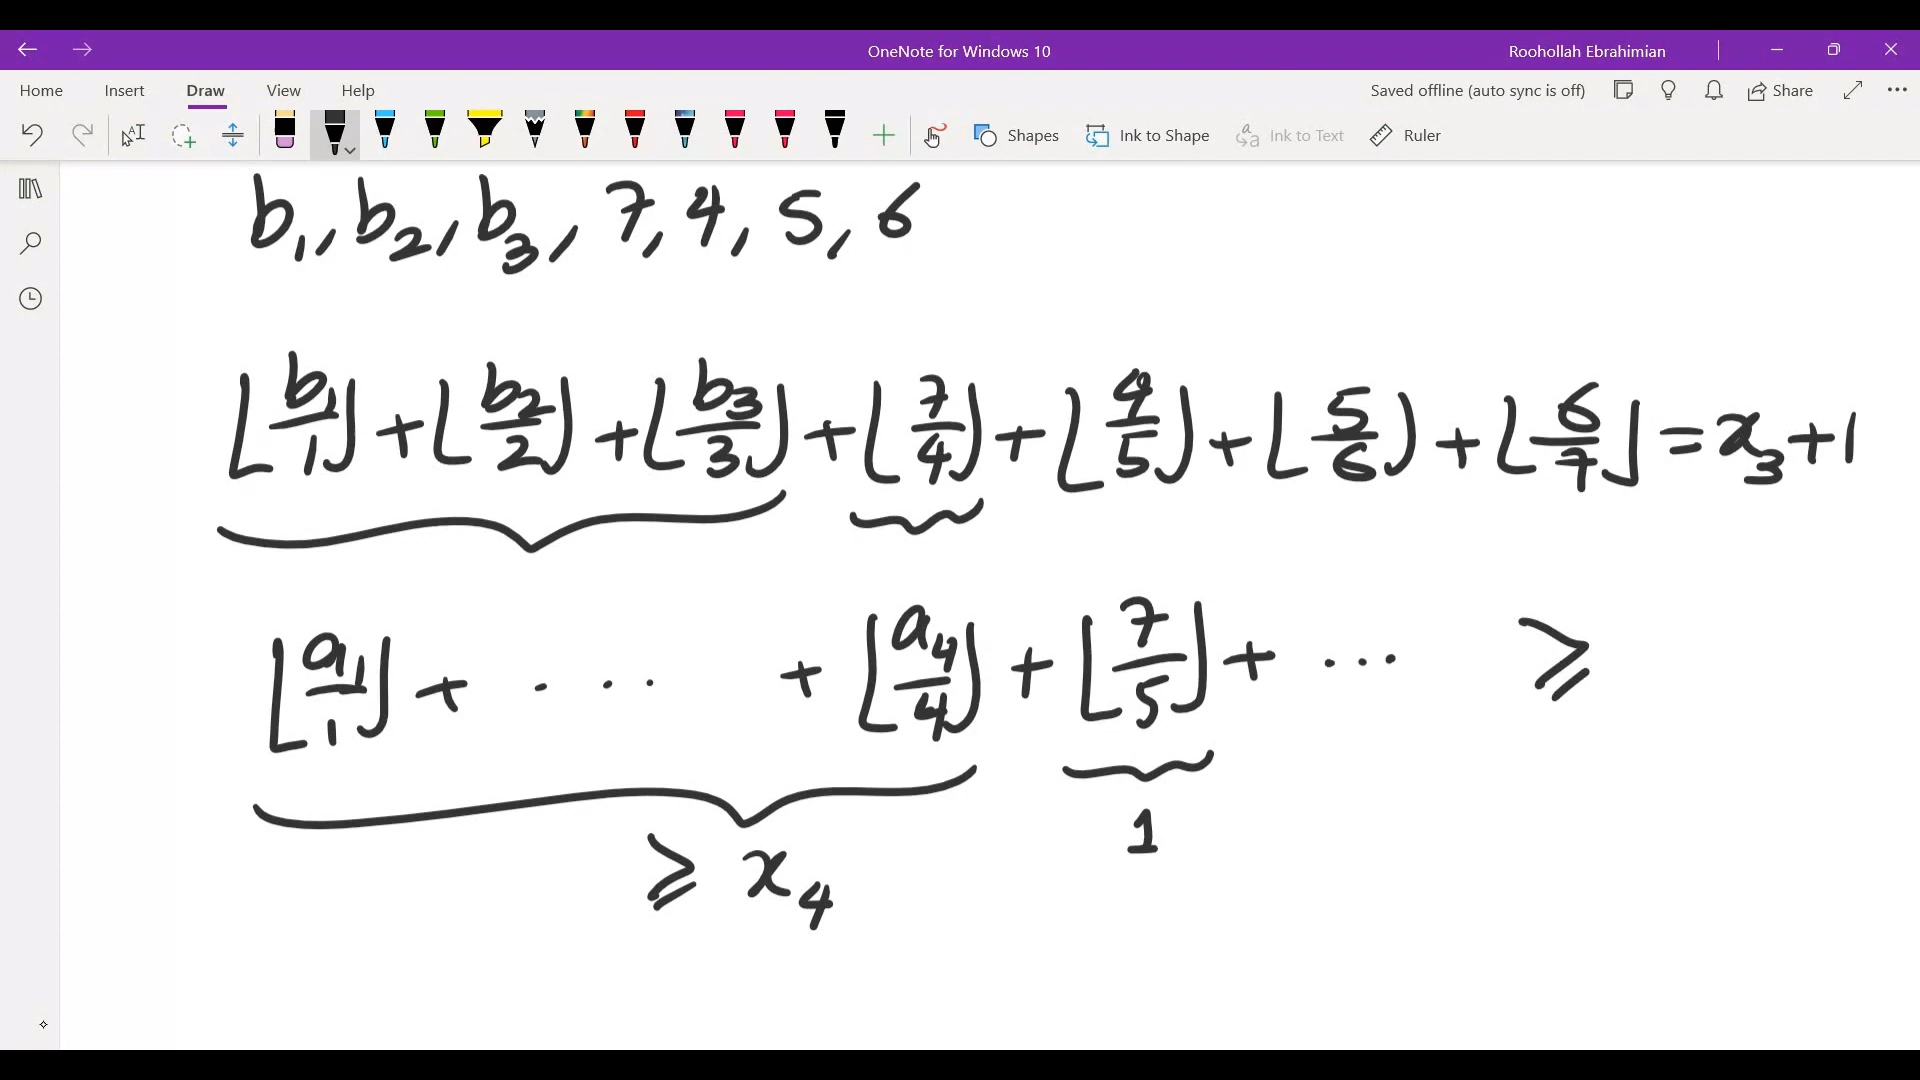 OneNote for Windows 10 Roohollah Ebrahimian
Home Insert Draw View Help Saved offline (auto sync is off) Share
Shapes Ink to Shape Ink to Text Ruler
b₁, b₂, b₃, 7, 4, 5, 6
⌊b₁/1⌋ + ⌊b₂/2⌋ + ⌊b₃/3⌋ + ⌊7/4⌋ + ⌊4/5⌋ + ⌊5/6⌋ + ⌊6/7⌋ = x₃ + 1
⌊a₁/1⌋ + ... + ⌊a₄/4⌋ + ⌊7/5⌋ + ... ⩾
⩾ x₄ 1